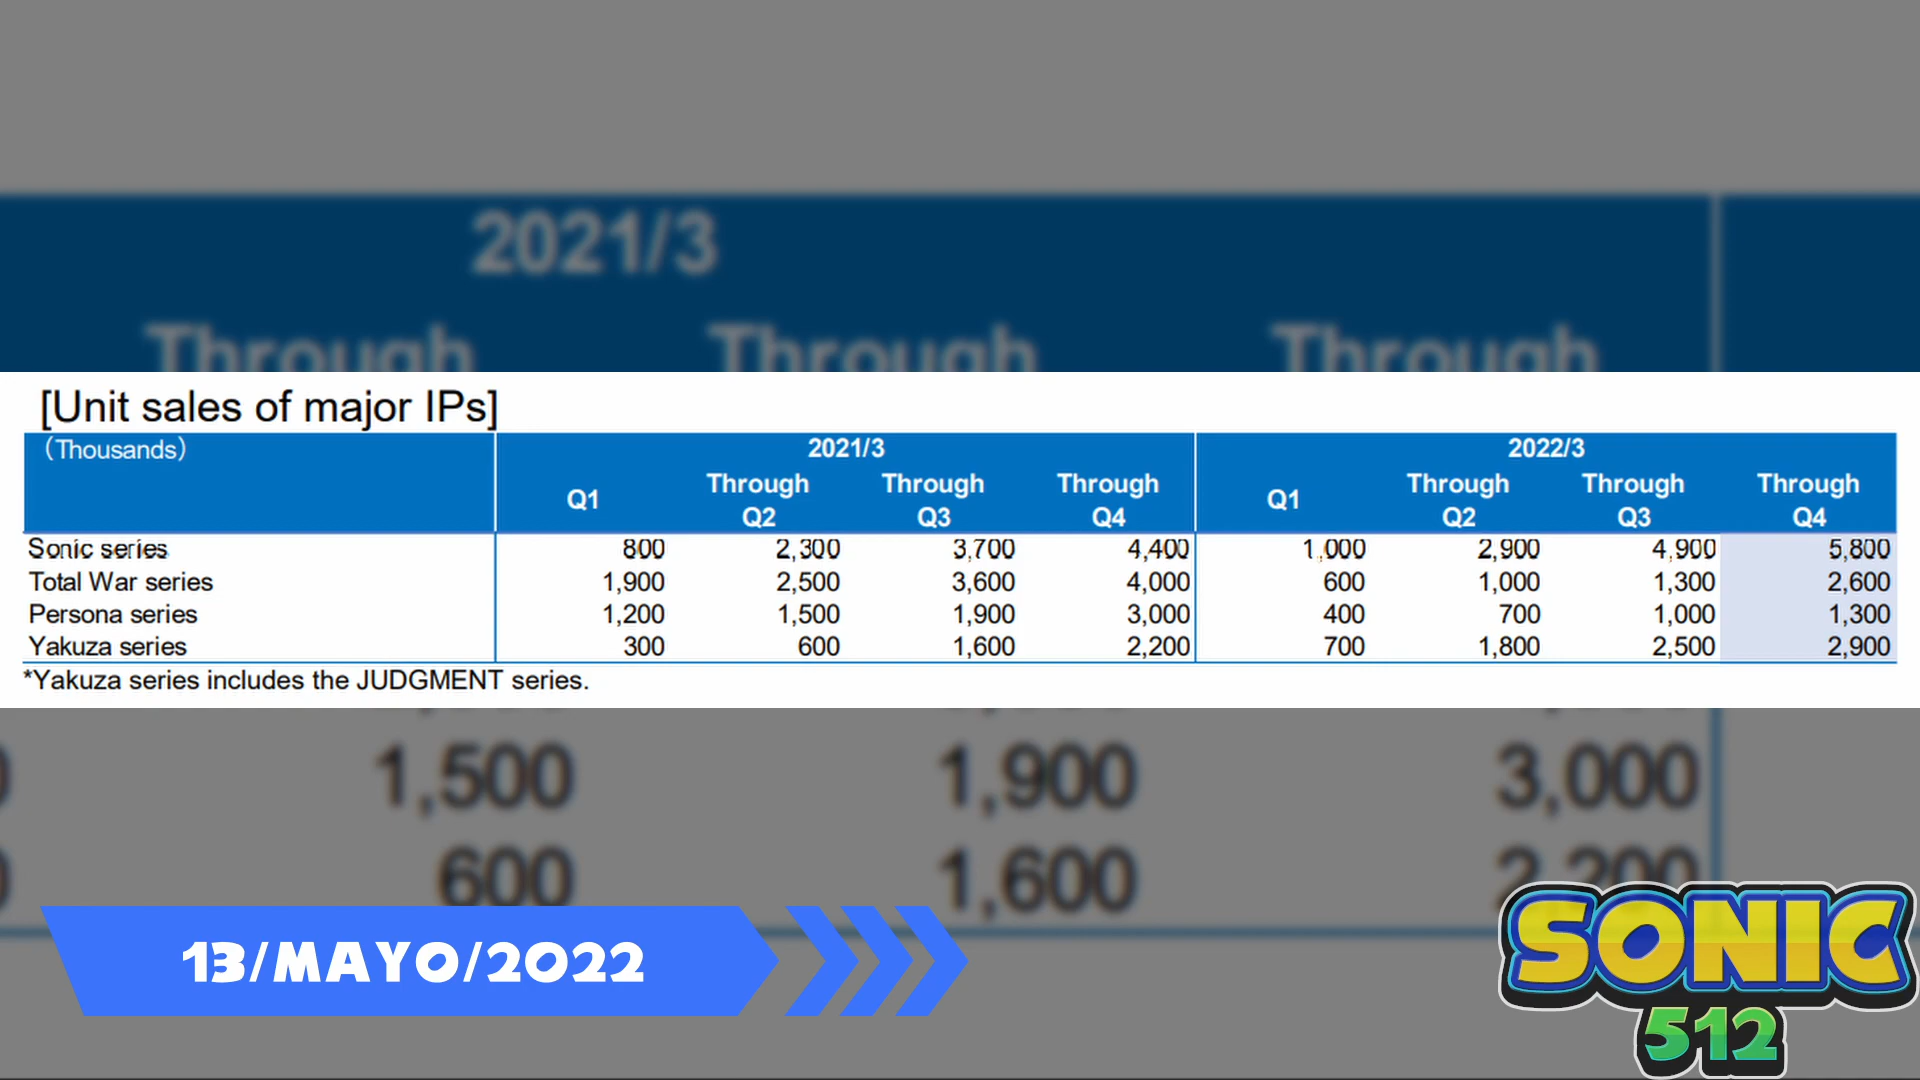 2021/3
Through Through Through
[Unit sales of major IPs]
(Thousands) 2021/3 2022/3
Q1 Through Q2 Through Q3 Through Q4 Q1 Through Q2 Through Q3 Through Q4
Sonic series 800 2,300 3,700 4,400 1,000 2,900 4,900 5,800
Total War series 1,900 2,500 3,600 4,000 600 1,000 1,300 2,600
Persona series 1,200 1,500 1,900 3,000 400 700 1,000 1,300
Yakuza series 300 600 1,600 2,200 700 1,800 2,500 2,900
*Yakuza series includes the JUDGMENT series.
1,500 1,900 3,000
600 1,600 2,200
13/MAYO/2022
SONIC
512